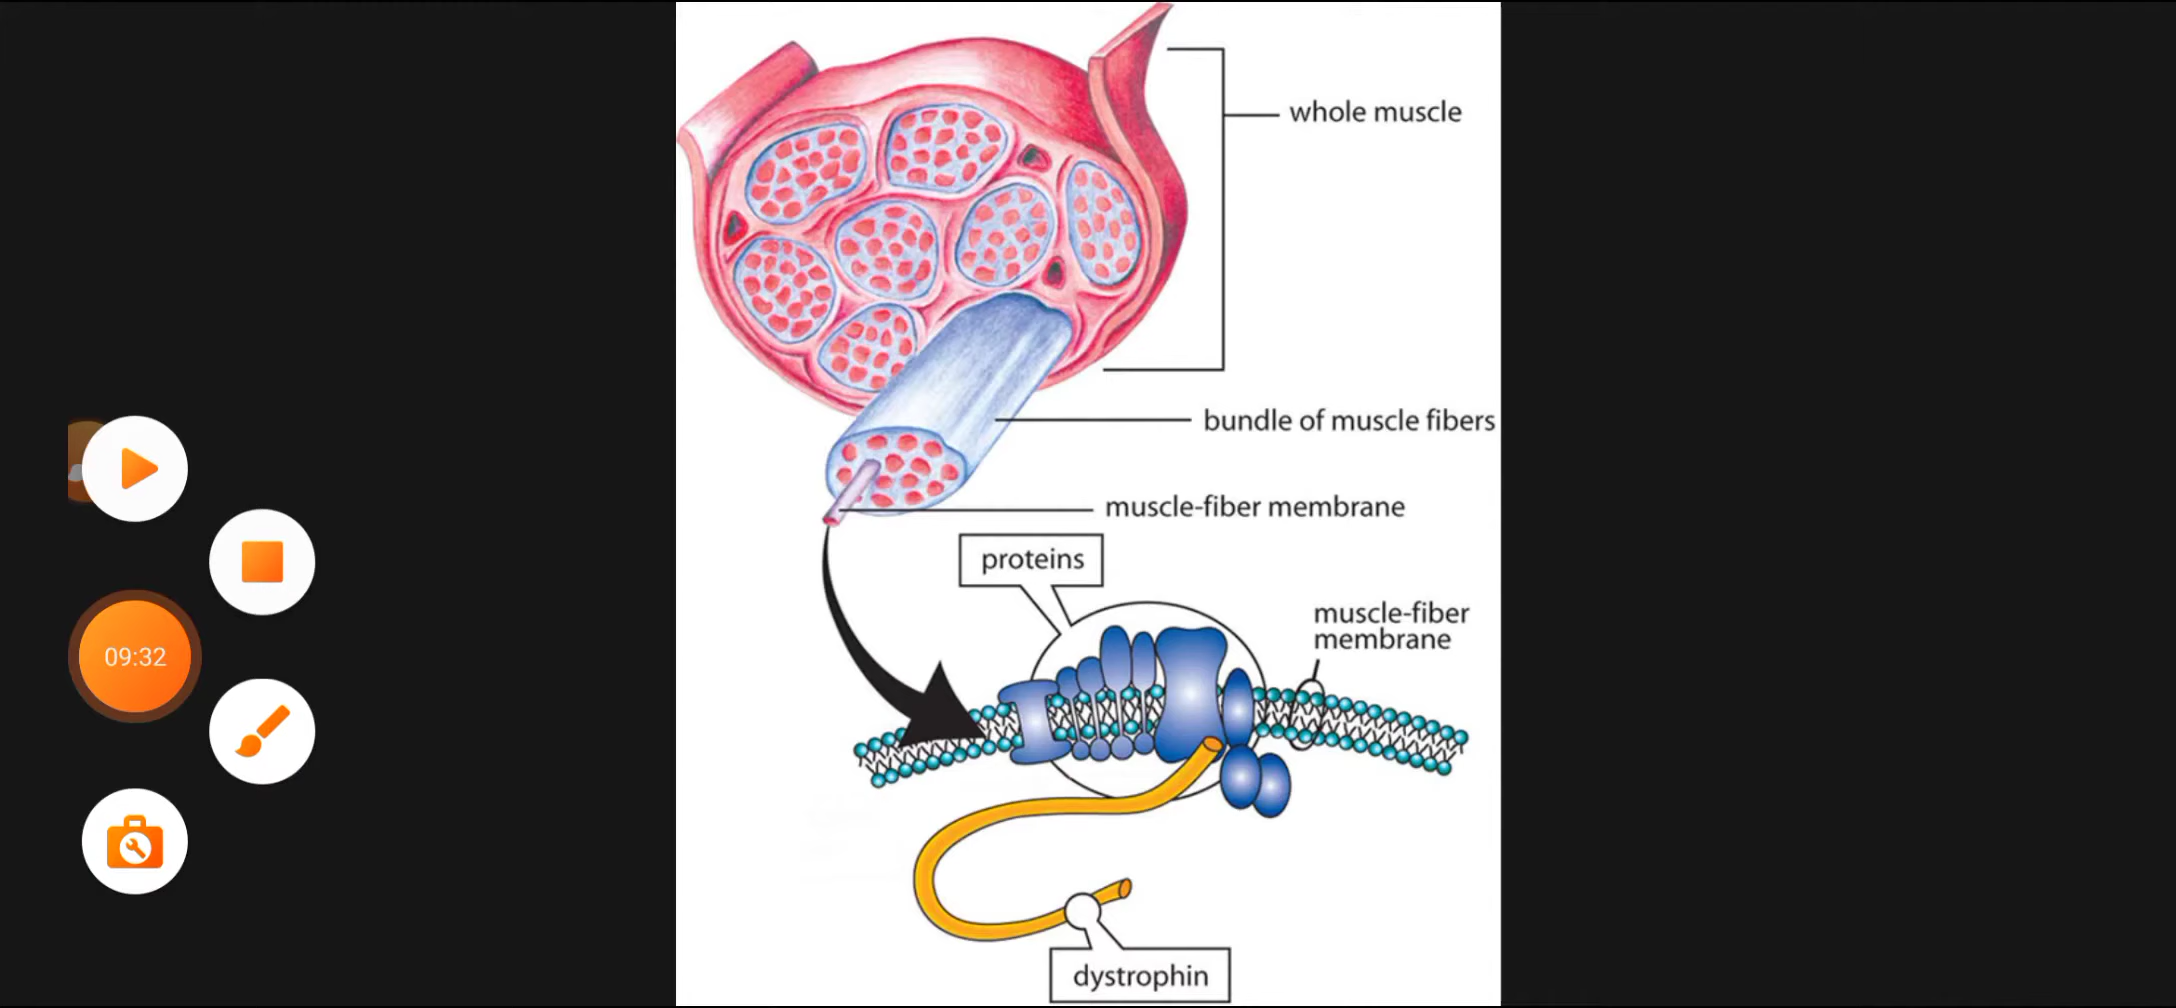 whole muscle
bundle of muscle fibers
muscle-fiber membrane
proteins
muscle-fiber
membrane
09:32
dystrophin